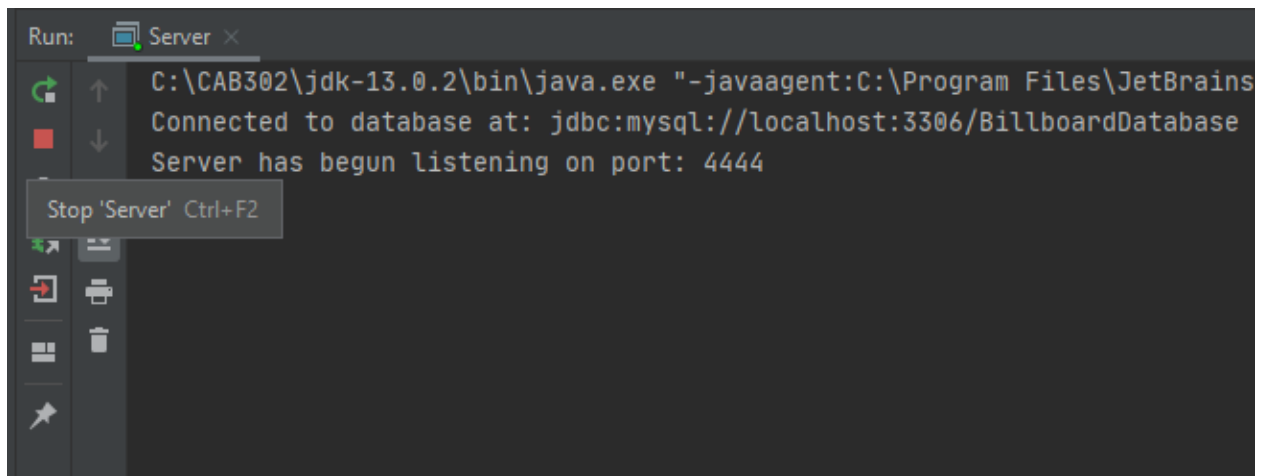 Run: Server
C:\CAB302\jdk-13.0.2\bin\java.exe "-javaagent:C:\Program Files\JetBrains
Connected to database at: jdbc:mysql://localhost:3306/BillboardDatabase
Server has begun listening on port: 4444
Stop 'Server' Ctrl+F2